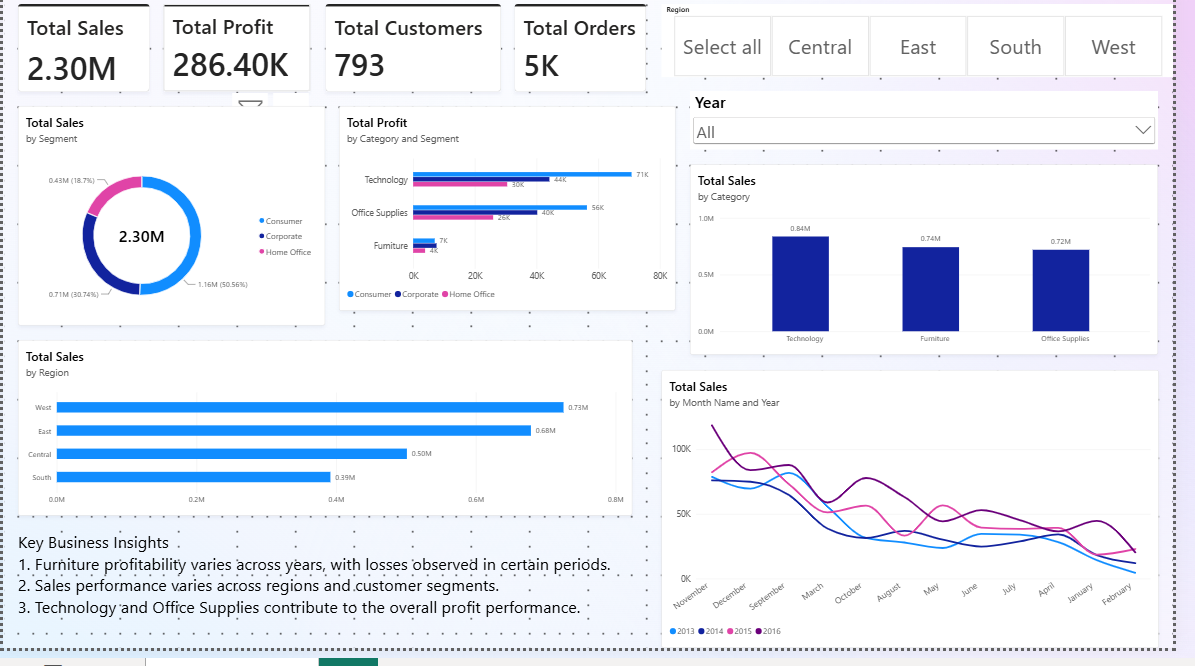 Total Sales
2.30M
Total Profit
286.40K
Total Customers
793
Total Orders
5K
Region
Select all
Central
East
South
West
Year
All
Total Sales
by Segment
0.43M (18.7%)
2.30M
0.71M (30.74%)
1.16M (50.56%)
Consumer
Corporate
Home Office
Total Profit
by Category and Segment
Technology
71K
44K
30K
Office Supplies
56K
40K
26K
Furniture
7K
4K
0K 20K 40K 60K 80K
Consumer Corporate Home Office
Total Sales
by Category
1.0M
0.5M
0.0M
0.84M
0.74M
0.72M
Technology Furniture Office Supplies
Total Sales
by Region
West 0.73M
East 0.68M
Central 0.50M
South 0.39M
0.0M 0.2M 0.4M 0.6M 0.8M
Total Sales
by Month Name and Year
100K
50K
0K
November December September March October August May June July April January February
2013 2014 2015 2016
Key Business Insights
1. Furniture profitability varies across years, with losses observed in certain periods.
2. Sales performance varies across regions and customer segments.
3. Technology and Office Supplies contribute to the overall profit performance.